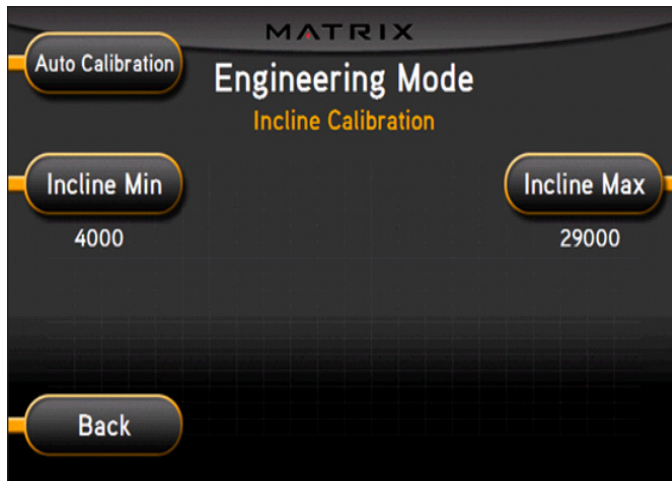 MATRIX
Auto Calibration
Engineering Mode
Incline Calibration
Incline Min
Incline Max
4000
29000
Back